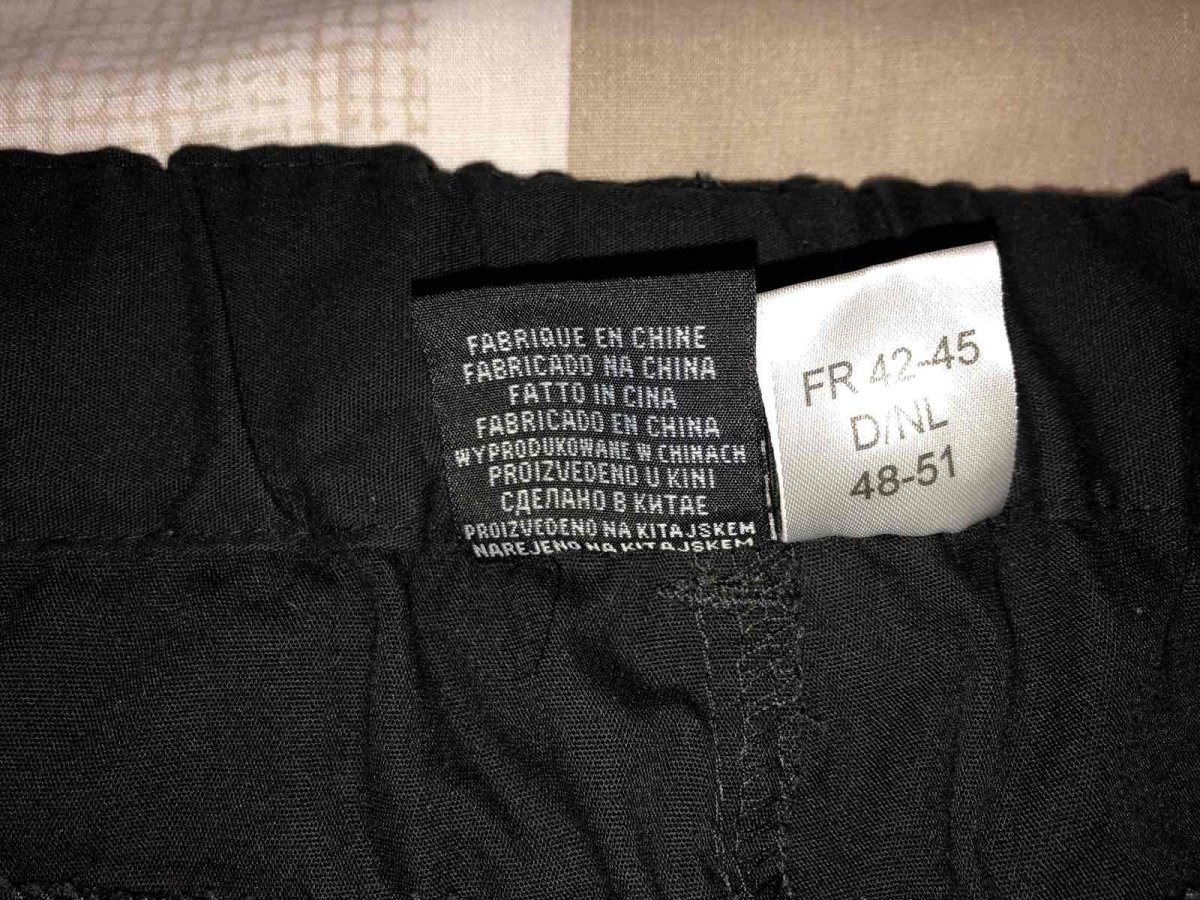 FABRIQUE EN CHINE
FABRICADO NA CHINA
FATTO IN CINA
FABRICADO EN CHINA
WYPRODUKOWANE W CHINACH
PROIZVEDENO U KINI
СДЕЛАНО В КИТАЕ
PROIZVEDENO NA KITAJSKEM
NAREJENO NA KITAJSKEM
FR 42-45
D/NL
48-51